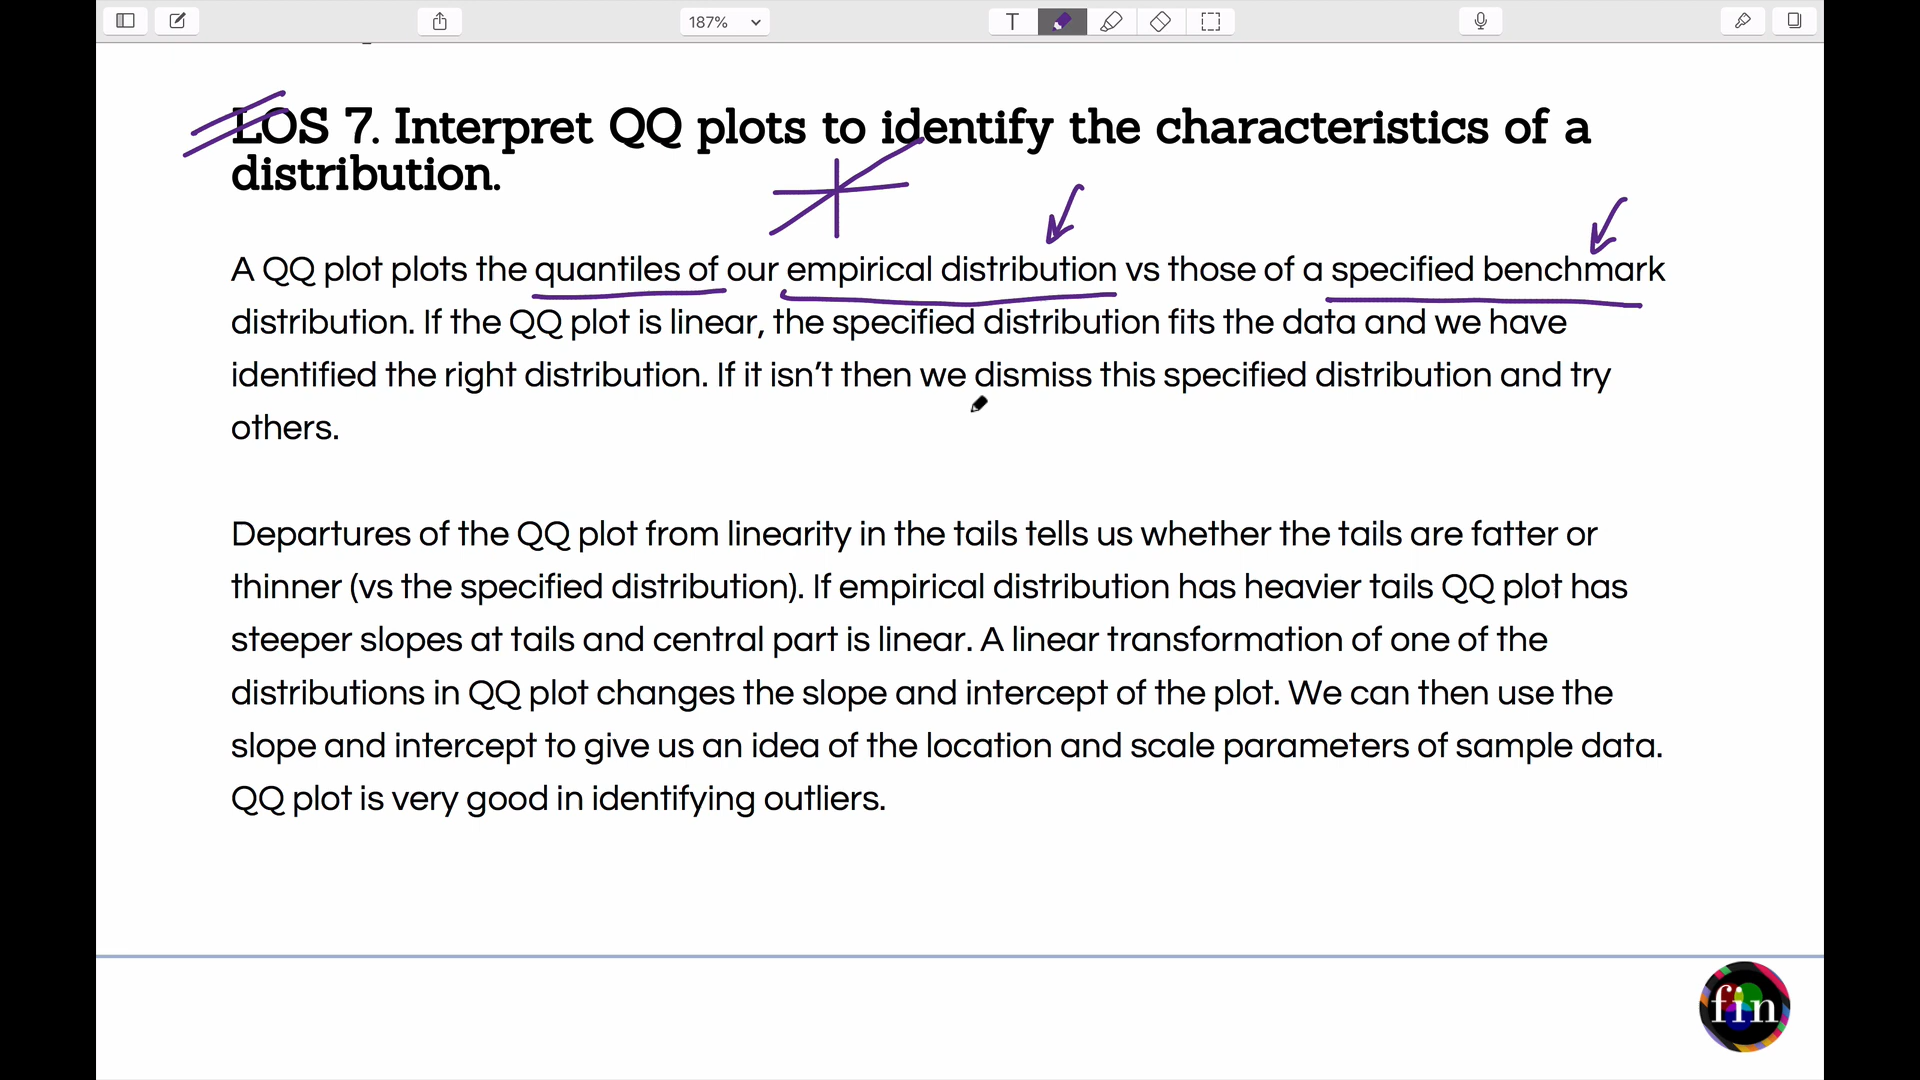 187%
T
LOS 7. Interpret QQ plots to identify the characteristics of a
distribution.
A QQ plot plots the quantiles of our empirical distribution vs those of a specified benchmark
distribution. If the QQ plot is linear, the specified distribution fits the data and we have
identified the right distribution. If it isn’t then we dismiss this specified distribution and try
others.
Departures of the QQ plot from linearity in the tails tells us whether the tails are fatter or
thinner (vs the specified distribution). If empirical distribution has heavier tails QQ plot has
steeper slopes at tails and central part is linear. A linear transformation of one of the
distributions in QQ plot changes the slope and intercept of the plot. We can then use the
slope and intercept to give us an idea of the location and scale parameters of sample data.
QQ plot is very good in identifying outliers.
fin